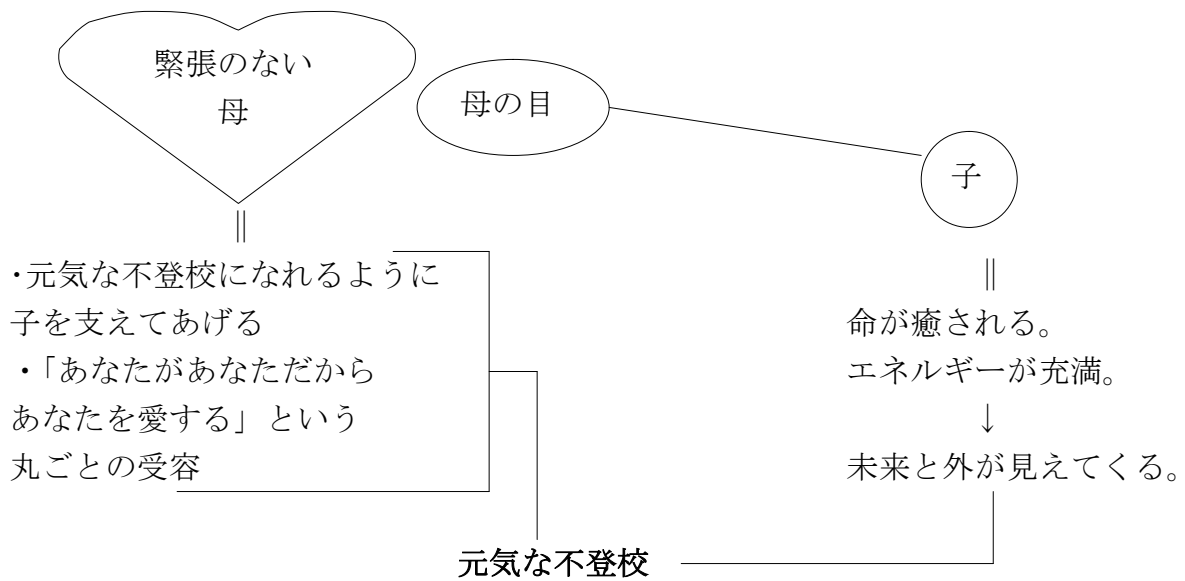 緊張のない
母
母の目
子
||
・元気な不登校になれるように
子を支えてあげる
・「あなたがあなただから
あなたを愛する」という
丸ごとの受容
||
命が癒される。
エネルギーが充満。
↓
未来と外が見えてくる。
元気な不登校